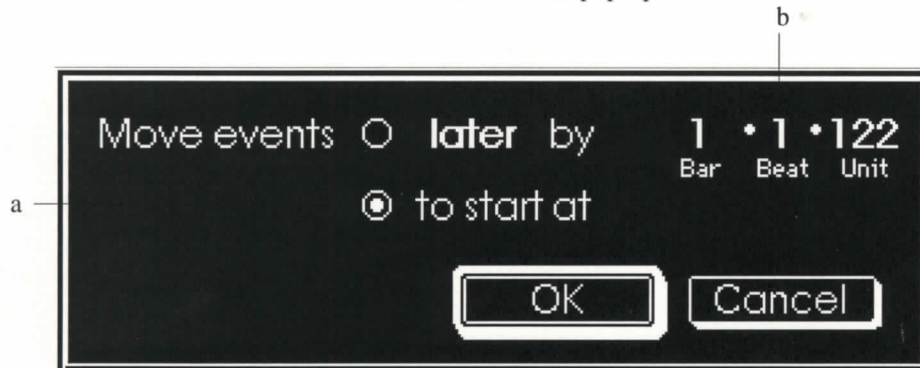 b
Move events later by 1 • 1 • 122
Bar Beat Unit
a
to start at
OK Cancel